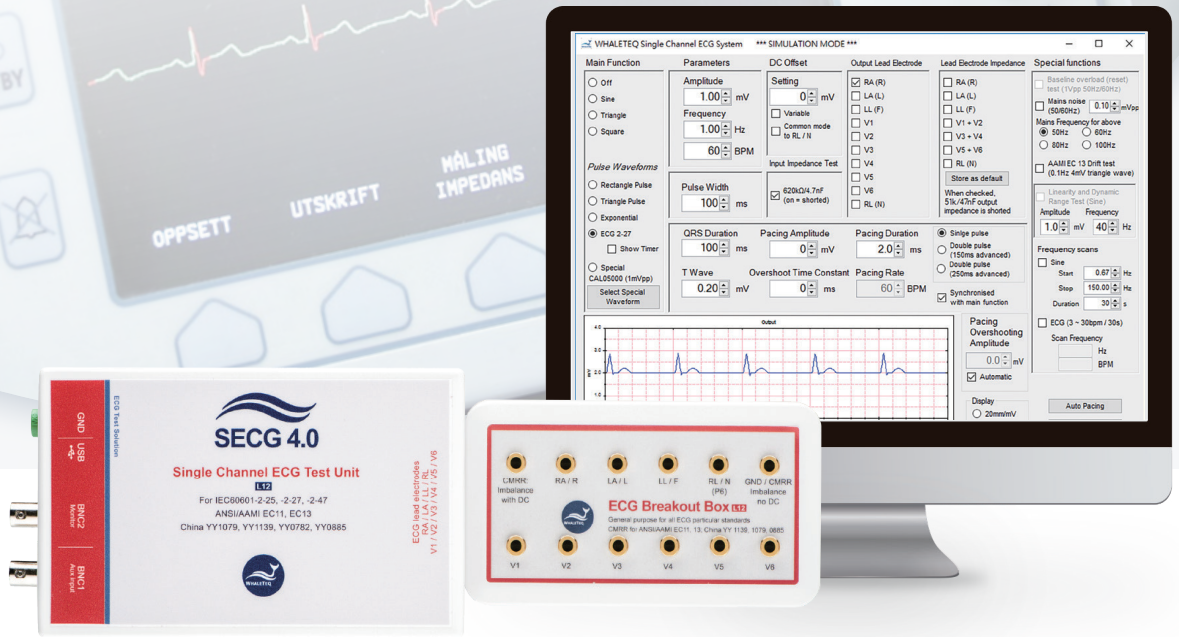 BY
OPPSETT
UTSKRIFT
MÅLING
IMPEDANS
WHALETEQ Single Channel ECG System *** SIMULATION MODE ***
Main Function
Off
Sine
Triangle
Square
Pulse Waveforms
Rectangle Pulse
Triangle Pulse
Exponential
ECG 2-27
Show Timer
Special
CAL05000 (1mVpp)
Select Special
Waveform
Parameters
Amplitude
1.00 mV
Frequency
1.00 Hz
60 BPM
Pulse Width
100 ms
DC Offset
Setting
0 mV
Variable
Common mode
to RL / N
Input Impedance Test
620kΩ/4.7nF
(on = shorted)
Output Lead Electrode
RA (R)
LA (L)
LL (F)
V1
V2
V3
V4
V5
V6
RL (N)
Lead Electrode Impedance
RA (R)
LA (L)
LL (F)
V1 + V2
V3 + V4
V5 + V6
RL (N)
Store as default
When checked,
51k/47nF output
impedance is shorted
Special functions
Baseline overbad (reset)
test (1Vpp 50Hz/60Hz)
Mains noise
(50/60Hz) 0.10 mVpp
Mains Frequency for above
50Hz 60Hz
80Hz 100Hz
AAMI EC 13 Drift test
(0.1Hz 4mV triangle wave)
Linearity and Dynamic
Range Test (Sine)
Amplitude Frequency
1.0 mV 40 Hz
Frequency scans
Sine
Start 0.67 Hz
Stop 150.00 Hz
Duration 30 s
ECG (3 ~ 30bpm / 30s)
Scan Frequency
Hz
BPM
Auto Pacing
QRS Duration
100 ms
T Wave
0.20 mV
Pacing Amplitude
0 mV
Overshoot Time Constant
0 ms
Pacing Duration
2.0 ms
Pacing Rate
60 BPM
Sinlge pulse
Double pulse
(150ms advanced)
Double pulse
(250ms advanced)
Synchronised
with main function
Output
4.0
3.0
mV
2.0
1.0
Pacing
Overshooting
Amplitude
0.0 mV
Automatic
Display
20mm/mV
GND
USB
BNC2
Monitor
BNC1
Aux input
ECG Test Solution
SECG 4.0
Single Channel ECG Test Unit
L12
For IEC60601-2-25, -2-27, -2-47
ANSI/AAMI EC11, EC13
China YY1079, YY1139, YY0782, YY0885
WHALETEQ
ECG lead electrodes
RA / LA / LL / RL
V1 / V2 / V3 / V4 / V5 / V6
CMRR:
Imbalance
with DC
RA / R
LA / L
LL / F
RL / N
(P6)
GND / CMRR
Imbalance
no DC
WHALETEQ
ECG Breakout Box L12
General purpose for all ECG particular standards
CMRR for ANSI/AAMI EC11, 13, China YY 1139, 1079, 0885
V1
V2
V3
V4
V5
V6